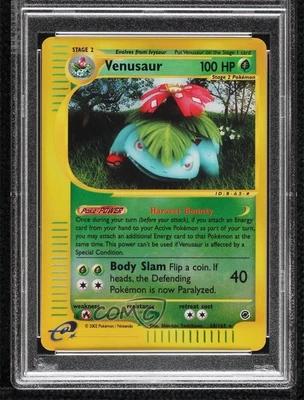 STAGE 2 Evolves from Ivysaur Put Venusaur on the Stage 1 card
Venusaur 100 HP
Stage 2 Pokémon
Poké-POWER Harvest Bounty
Once during your turn (before your attack), if you attach an Energy
card from your hand to your Active Pokémon as part of your turn,
you may attach an additional Energy card to that Pokémon at the
same time. This power can't be used if Venusaur is affected by a
Special Condition.
Body Slam Flip a coin. If
heads, the Defending
Pokémon is now Paralyzed.
40
weakness resistance retreat cost
e ©2002 Pokémon / Nintendo
COMC